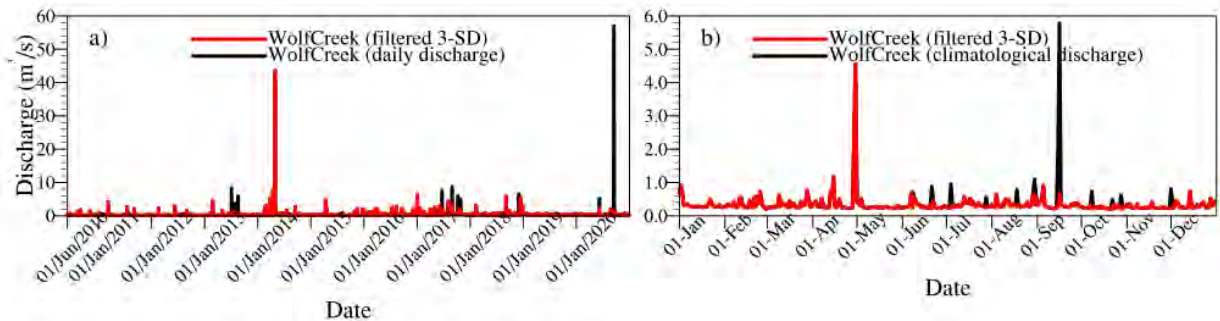 60
50
40
30
20
10
0
Discharge (m³/s)
a)
WolfCreek (filtered 3-SD)
WolfCreek (daily discharge)
01/Jun/2010
01/Jan/2011
01/Jan/2012
01/Jan/2013
01/Jan/2014
01/Jan/2015
01/Jan/2016
01/Jan/2017
01/Jan/2018
01/Jan/2019
01/Jan/2020
Date
6.0
5.0
4.0
3.0
2.0
1.0
0.0
b)
WolfCreek (filtered 3-SD)
WolfCreek (climatological discharge)
01-Jan
01-Feb
01-Mar
01-Apr
01-May
01-Jun
01-Jul
01-Aug
01-Sep
01-Oct
01-Nov
01-Dec
Date